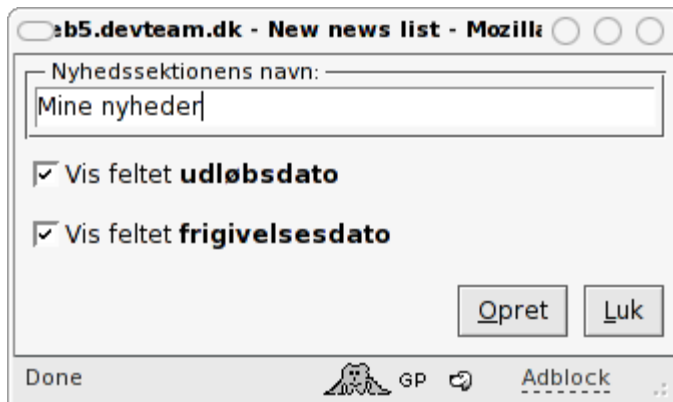 eb5.devteam.dk - New news list - Mozilla
Nyhedssektionens navn:
Mine nyheder
Vis feltet udløbsdato
Vis feltet frigivelsesdato
Opret Luk
Done GP Adblock